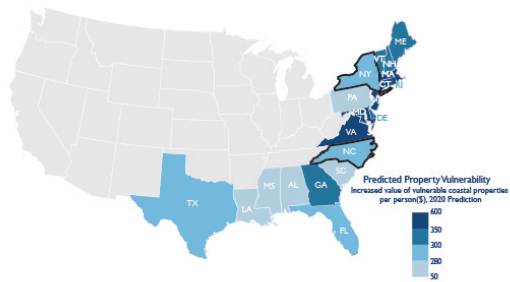 ME
VT
NH
NY
MA
CT RI
PA
MD
DE
VA
NC
SC
TX
LA
MS
AL
GA
FL
Predicted Property Vulnerability
Increased value of vulnerable coastal properties
per person($), 2020 Prediction
600
350
300
280
50